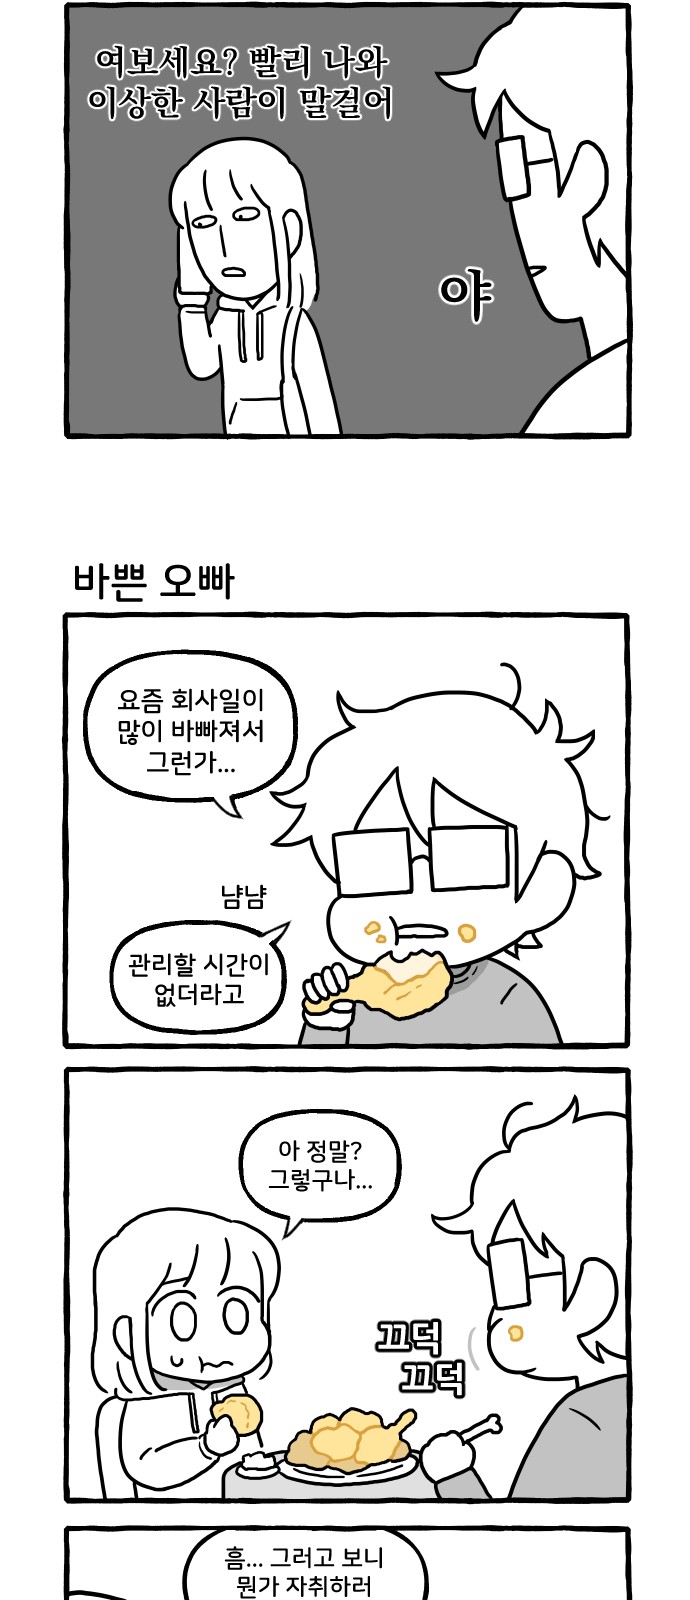 여보세요? 빨리 나와
이상한 사람이 말걸어
야
바쁜 오빠
요즘 회사일이
많이 바빠져서
그런가...
냠냠
관리할 시간이
없더라고
아 정말?
그렇구나...
끄덕
끄덕
흠... 그러고 보니
뭔가 자취하러